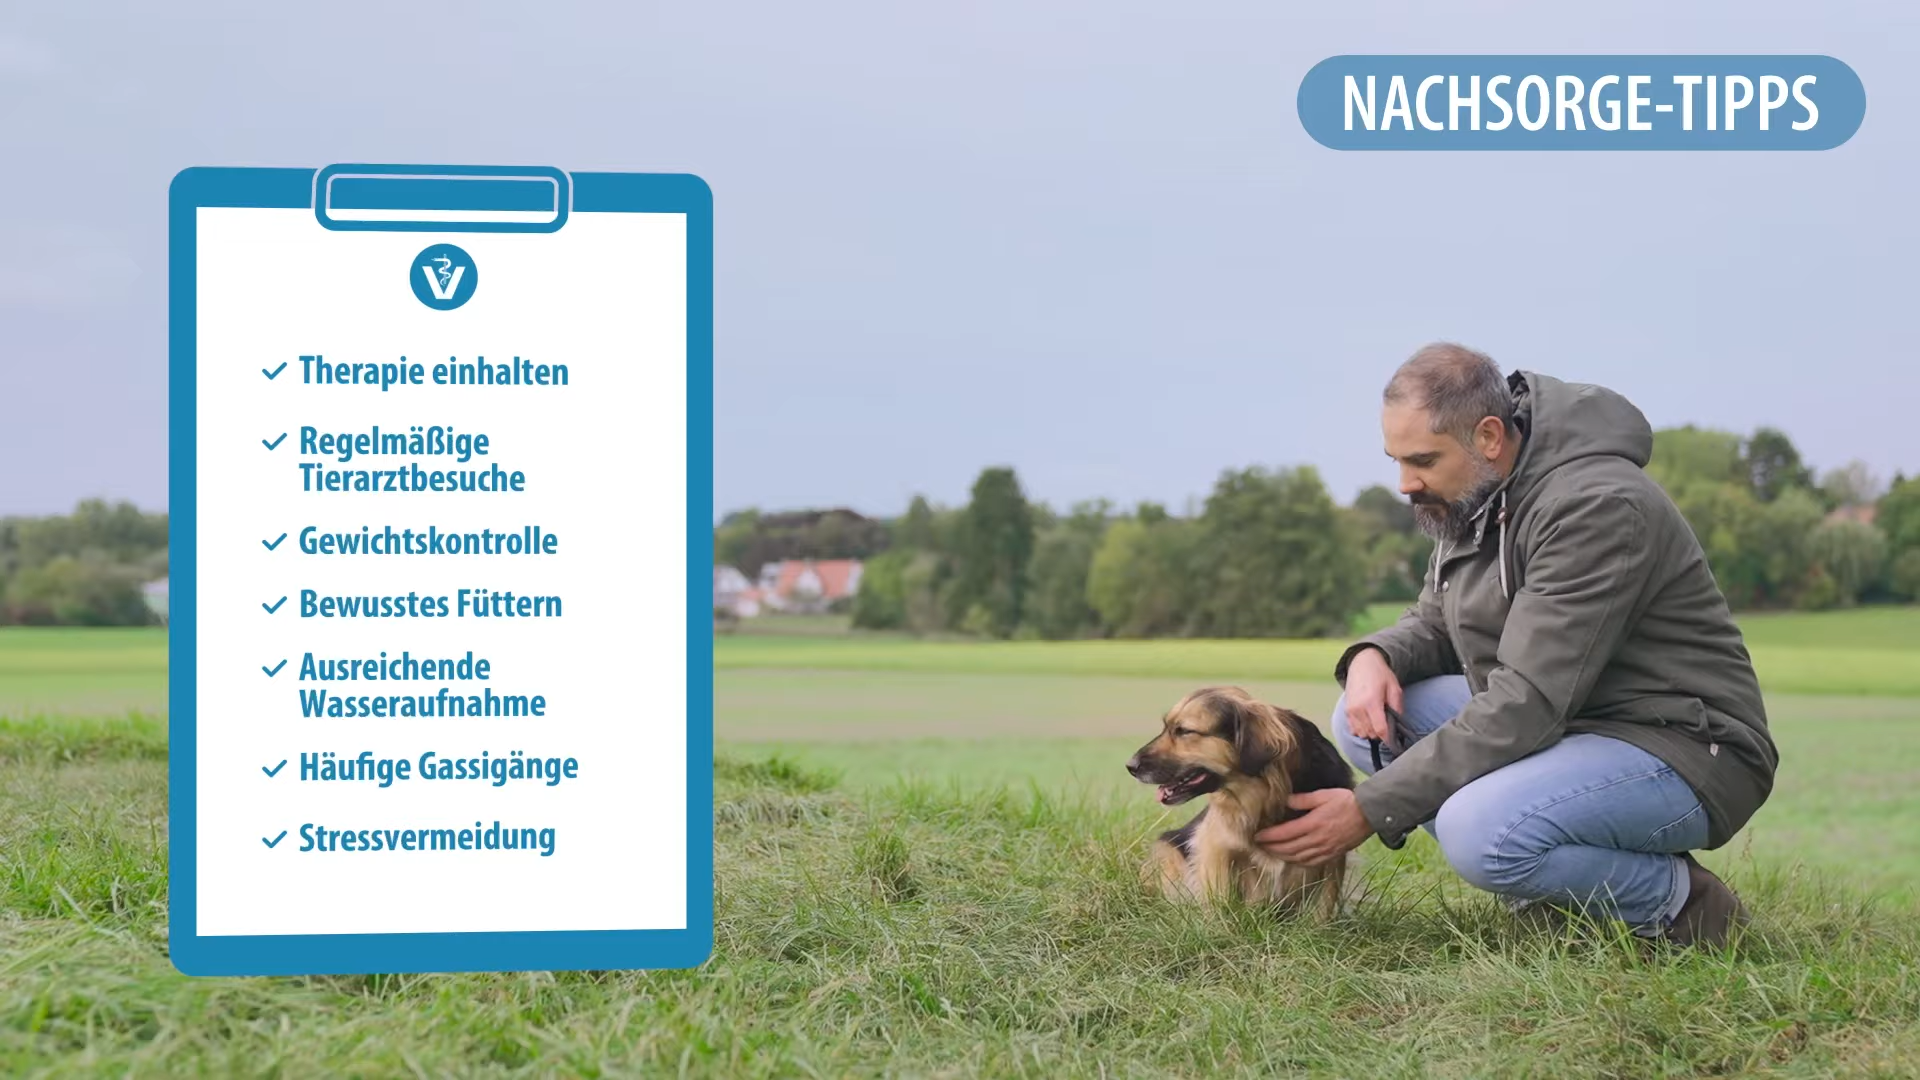 NACHSORGE-TIPPS
V
Therapie einhalten
Regelmäßige
Tierarztbesuche
Gewichtskontrolle
Bewusstes Füttern
Ausreichende
Wasseraufnahme
Häufige Gassigänge
Stressvermeidung